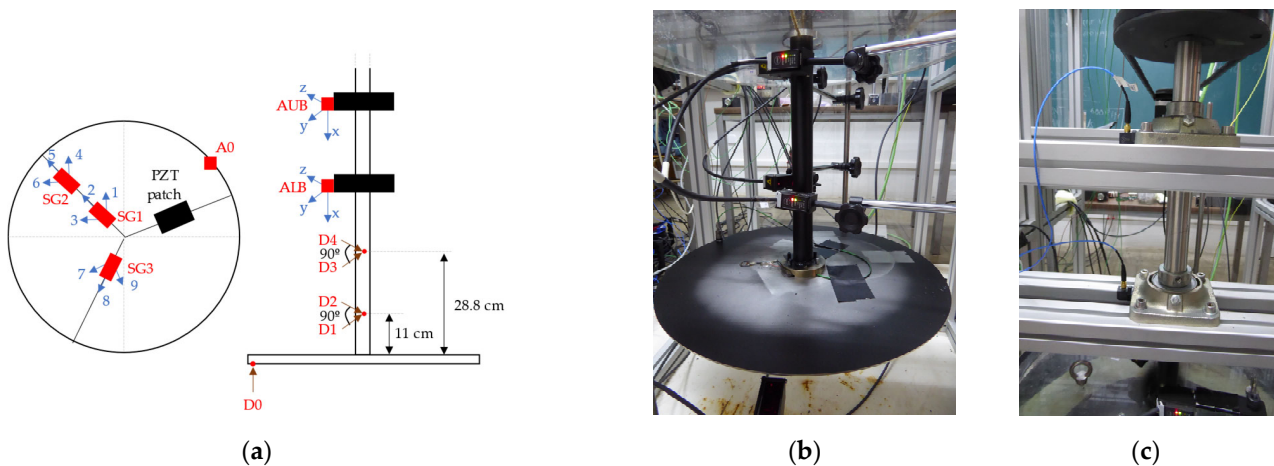 z
AUB
y
x
A0
5
4
PZT
patch
6
SG2
2
1
3
SG1
z
ALB
y
x
D4
90º
D3
7
SG3
9
8
28.8 cm
D2
90º
D1
11 cm
D0
(a)
(b)
(c)